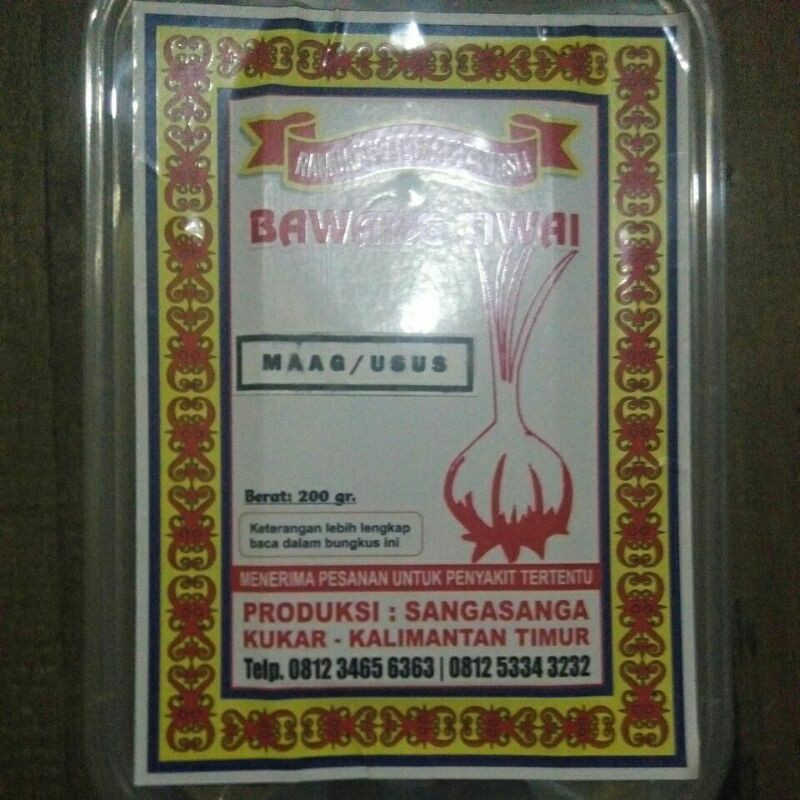 BAWANG TIWAI
MAAG/USUS
Berat: 200 gr.
Keterangan lebih lengkap
baca dalam bungkus ini
MENERIMA PESANAN UNTUK PENYAKIT TERTENTU
PRODUKSI : SANGASANGA
KUKAR - KALIMANTAN TIMUR
Telp. 0812 3465 6363 | 0812 5334 3232